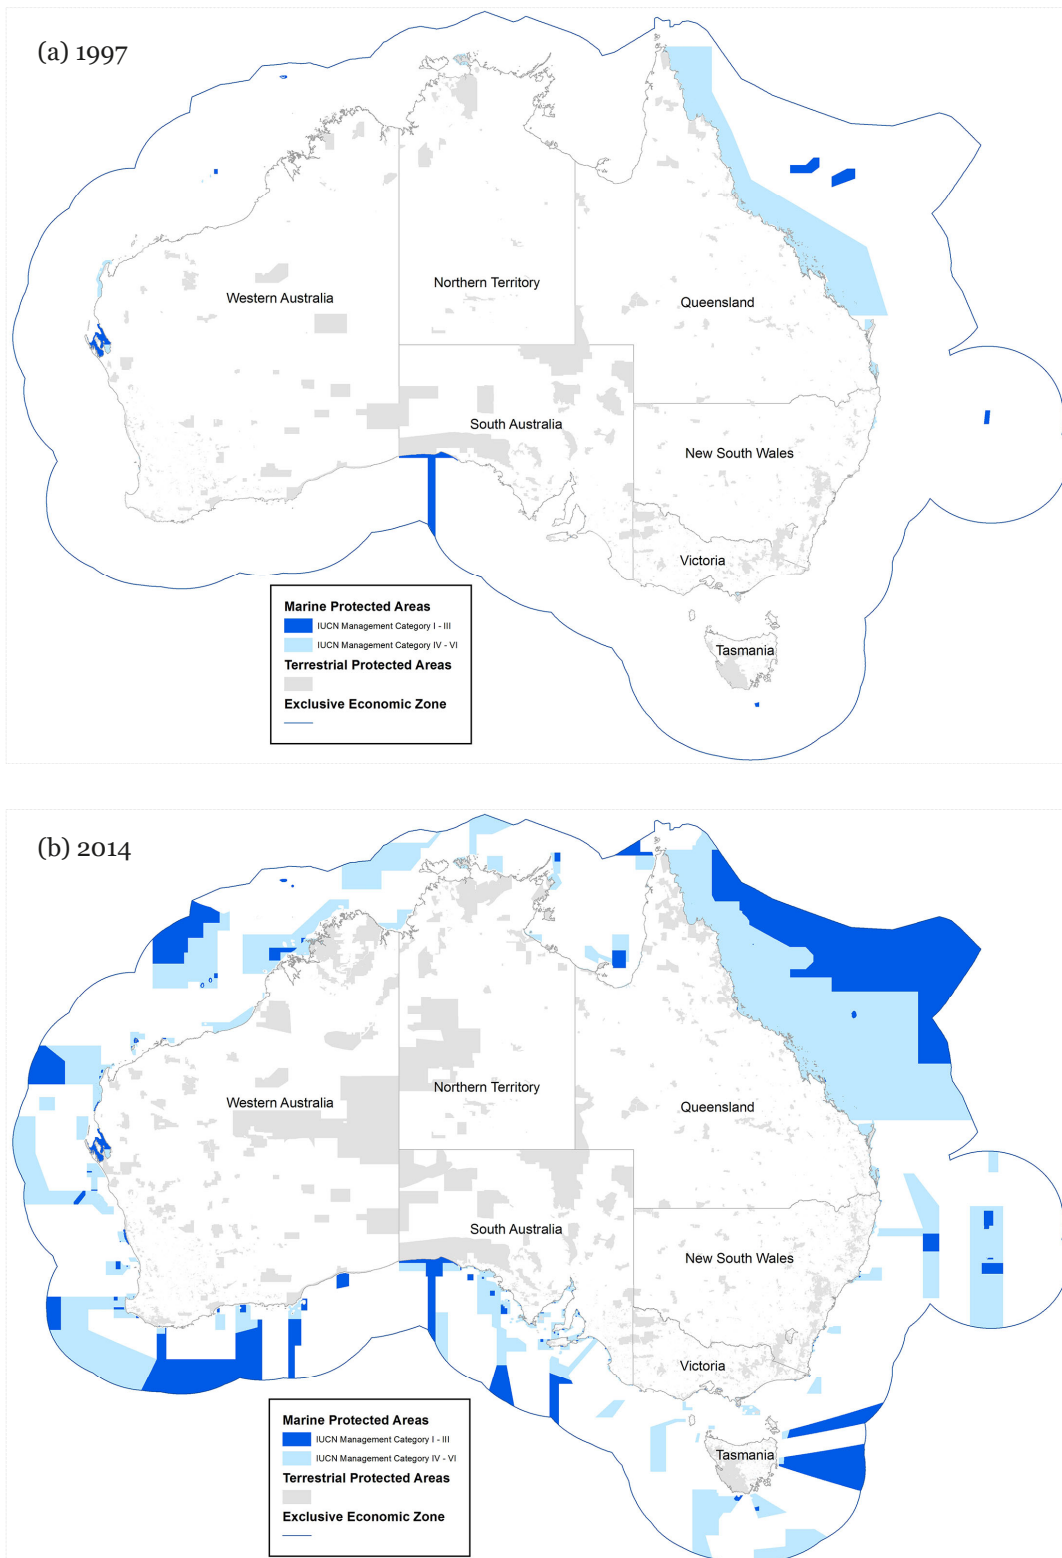 (a) 1997
Western Australia
Northern Territory
Queensland
South Australia
New South Wales
Victoria
Tasmania
Marine Protected Areas
IUCN Management Category I - III
IUCN Management Category IV - VI
Terrestrial Protected Areas
Exclusive Economic Zone
(b) 2014
Western Australia
Northern Territory
Queensland
South Australia
New South Wales
Victoria
Tasmania
Marine Protected Areas
IUCN Management Category I - III
IUCN Management Category IV - VI
Terrestrial Protected Areas
Exclusive Economic Zone